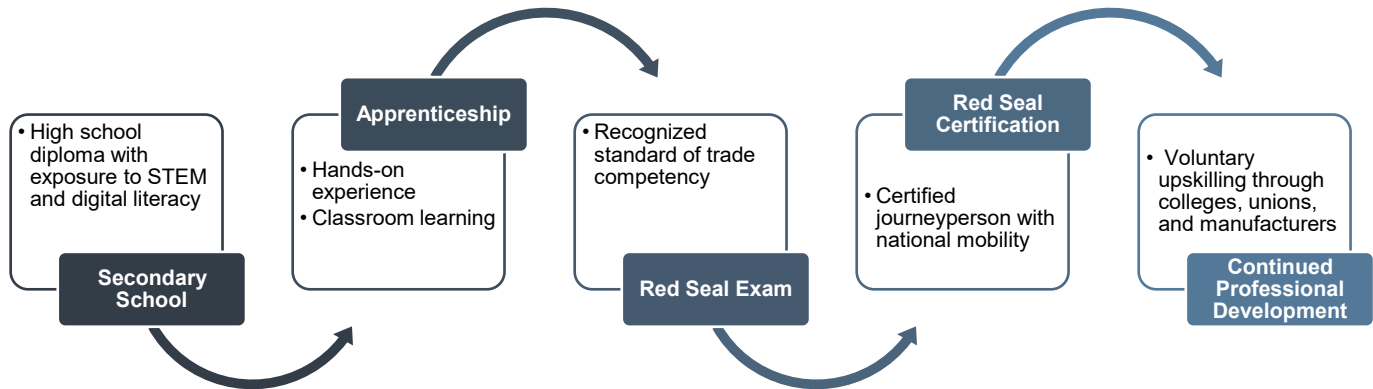 • High school
diploma with
exposure to STEM
and digital literacy
Secondary
School
Apprenticeship
• Hands-on
experience
• Classroom learning
• Recognized
standard of trade
competency
Red Seal Exam
Red Seal
Certification
• Certified
journeyperson with
national mobility
• Voluntary
upskilling through
colleges, unions,
and manufacturers
Continued
Professional
Development